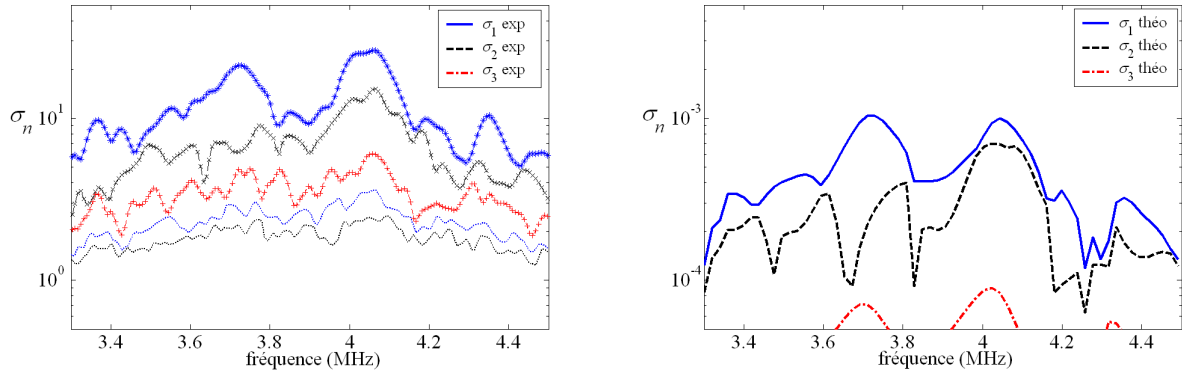 σ1 exp
σ2 exp
σ3 exp
σn
10^1
10^0
3.4
3.6
3.8
4
4.2
4.4
fréquence (MHz)
σ1 théo
σ2 théo
σ3 théo
σn
10^-3
10^-4
3.4
3.6
3.8
4
4.2
4.4
fréquence (MHz)